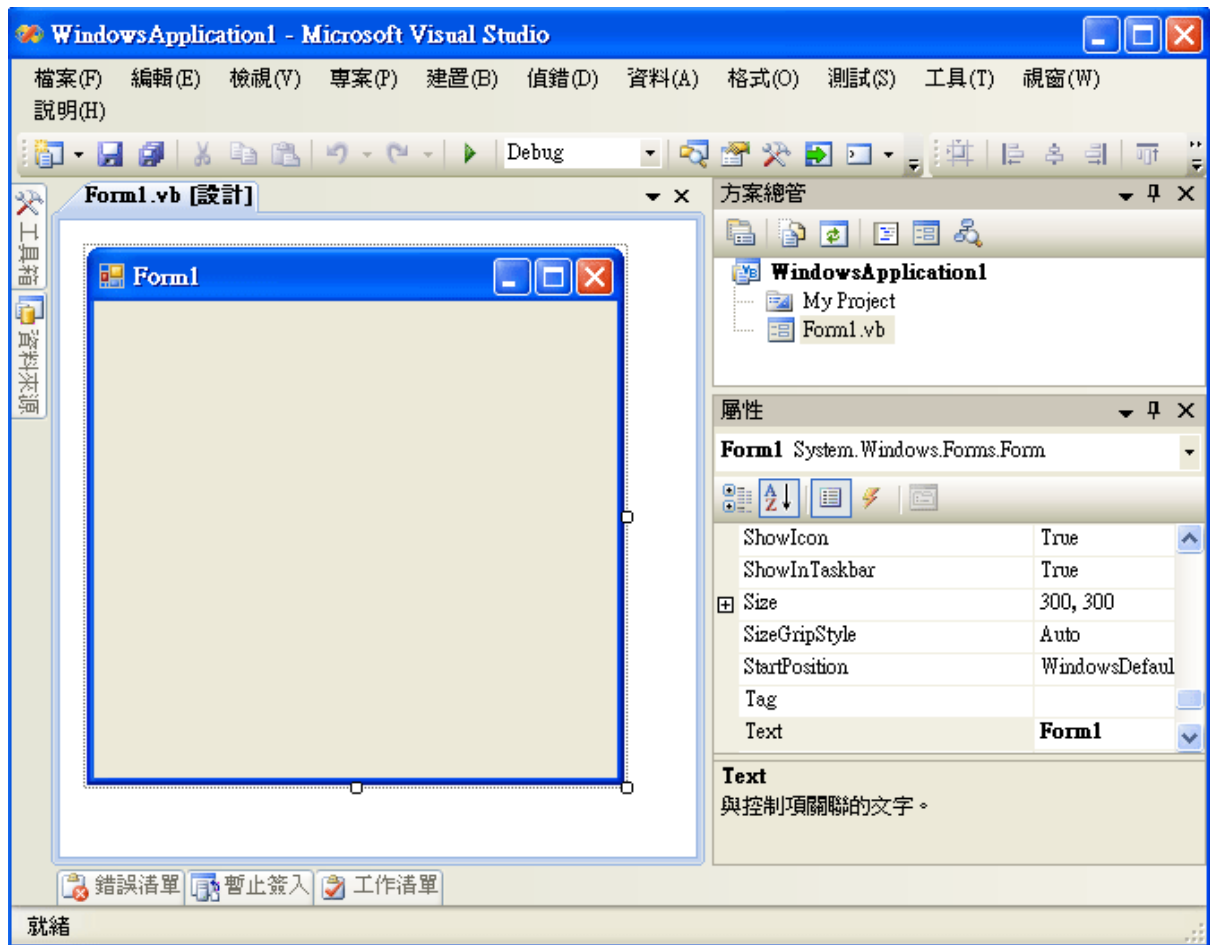 WindowsApplication1 - Microsoft Visual Studio
檔案(F) 編輯(E) 檢視(V) 專案(P) 建置(B) 偵錯(D) 資料(A) 格式(O) 測試(S) 工具(T) 視窗(W)
說明(H)
Debug
工具箱
資料來源
Form1.vb [設計]
Form1
方案總管
WindowsApplication1
My Project
Form1.vb
屬性
Form1 System.Windows.Forms.Form
ShowIcon True
ShowInTaskbar True
Size 300, 300
SizeGripStyle Auto
StartPosition WindowsDefaul
Tag
Text Form1
Text
與控制項關聯的文字。
錯誤清單 暫止簽入 工作清單
就緒